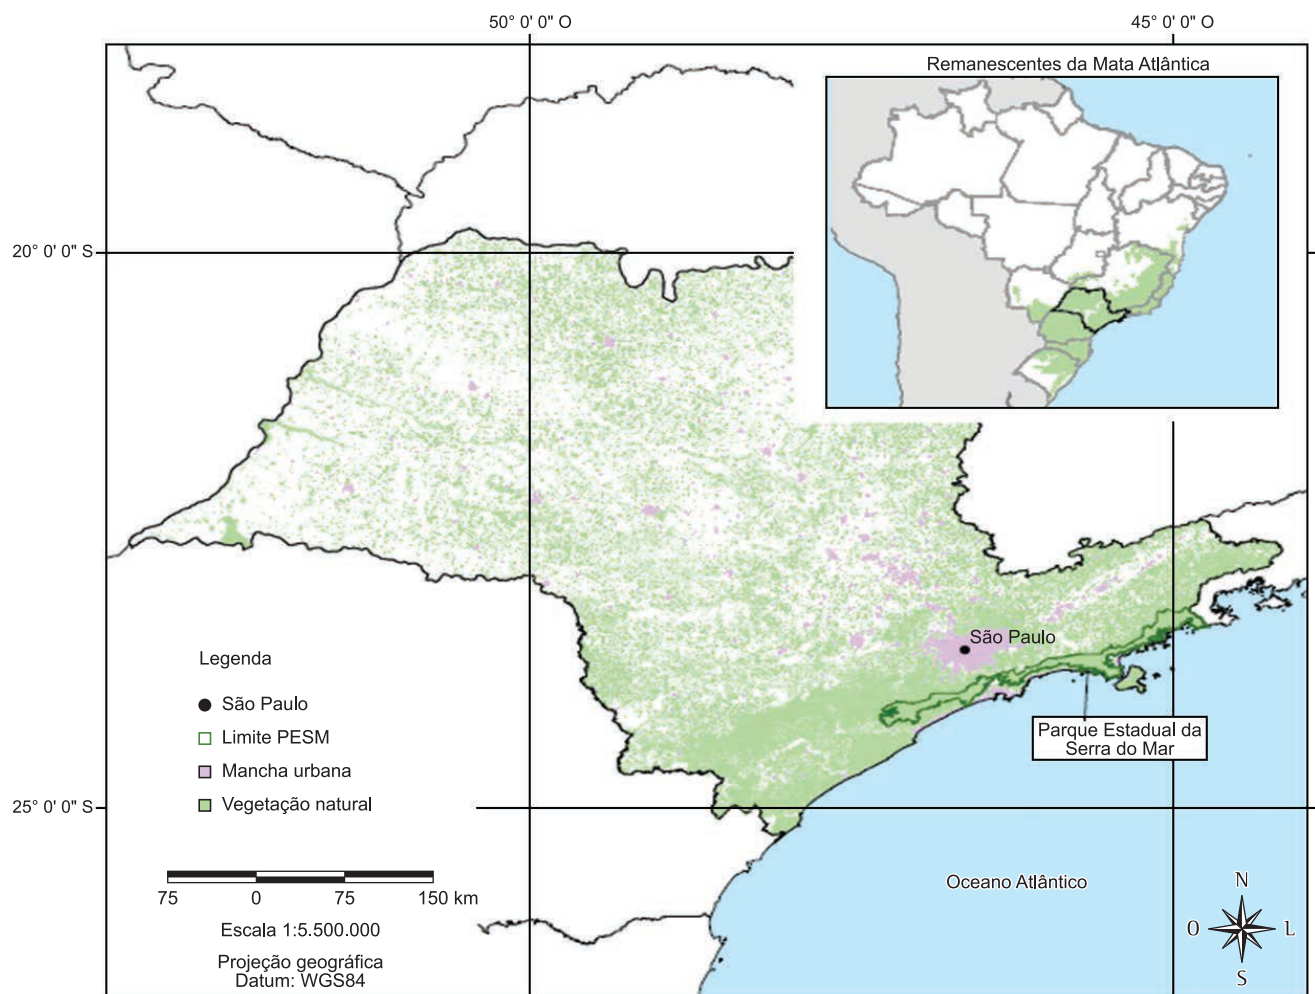 50° 0' 0" O
45° 0' 0" O
Remanescentes da Mata Atlântica
20° 0' 0" S
São Paulo
Parque Estadual da
Serra do Mar
Legenda
São Paulo
Limite PESM
Mancha urbana
Vegetação natural
25° 0' 0" S
75 0 75 150 km
Escala 1:5.500.000
Projeção geográfica
Datum: WGS84
Oceano Atlântico
N
O L
S